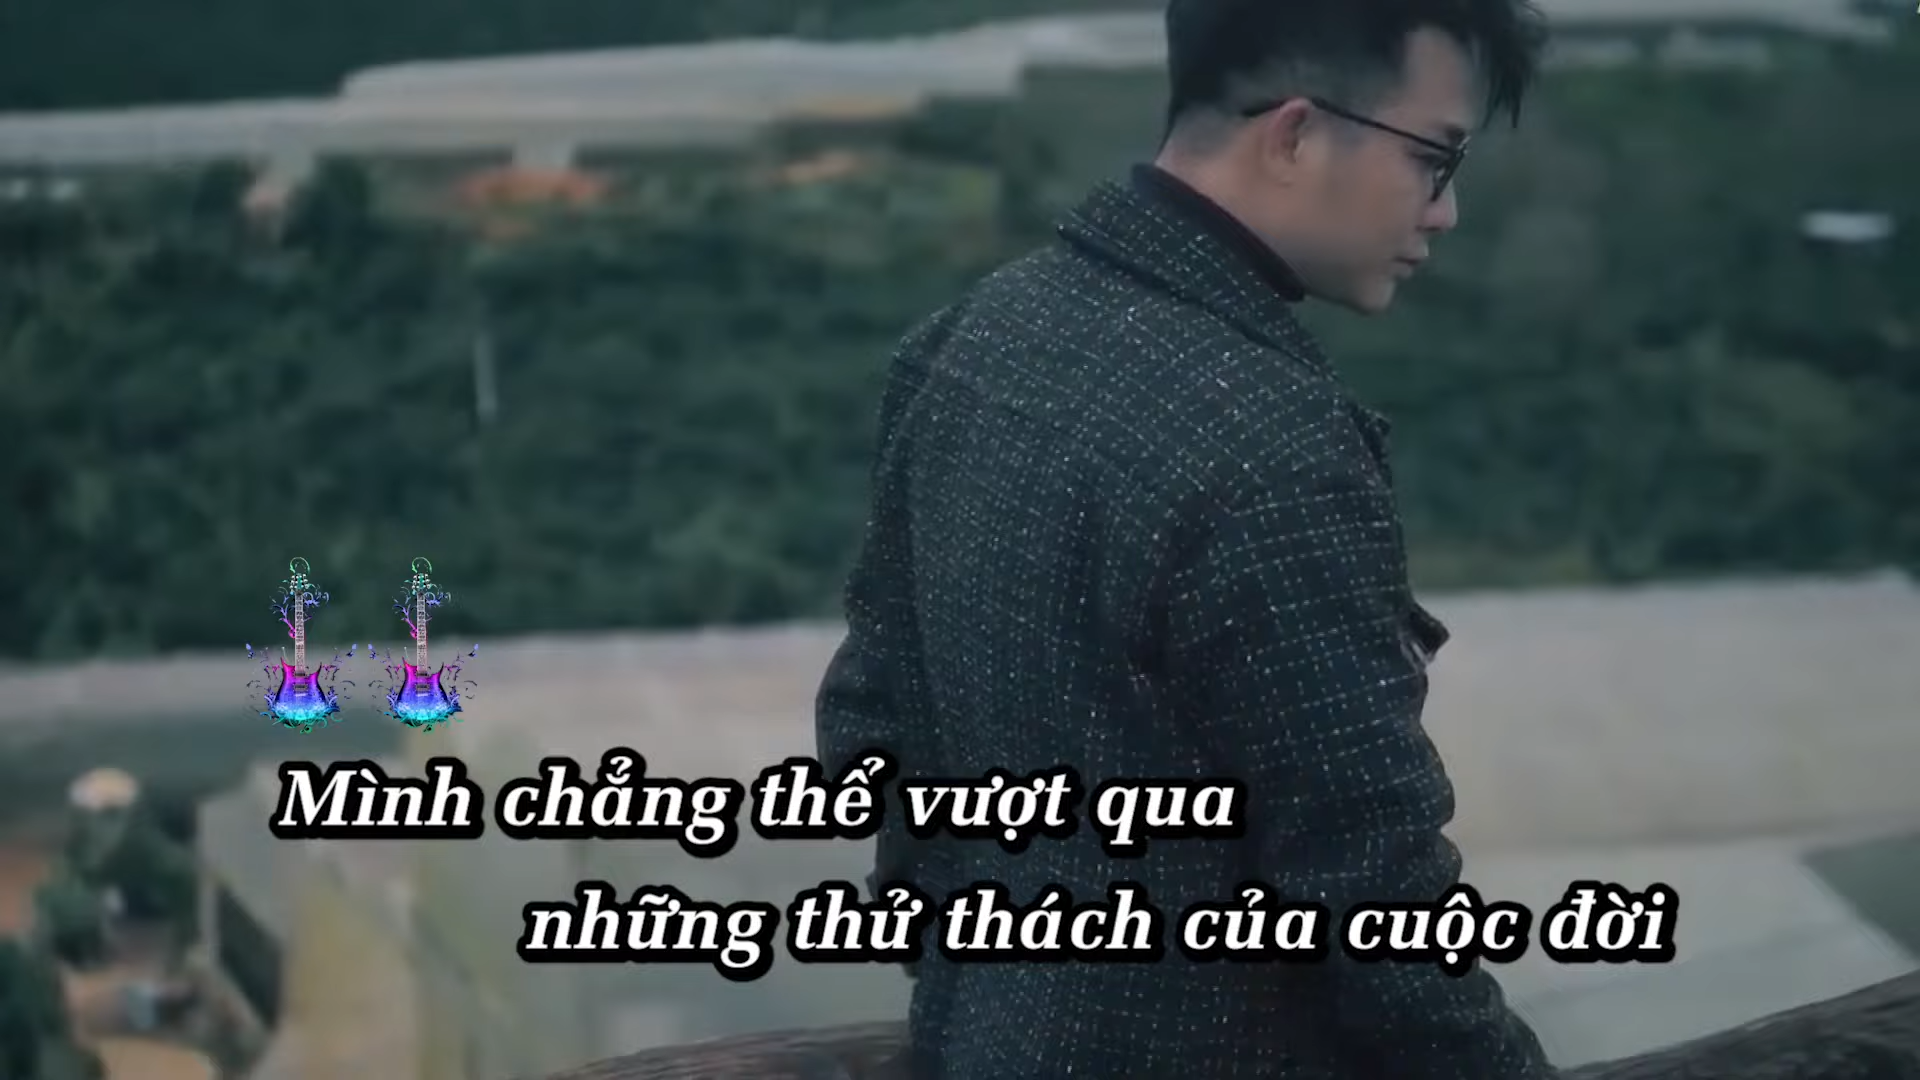 Mình chẳng thể vượt qua
những thử thách của cuộc đời